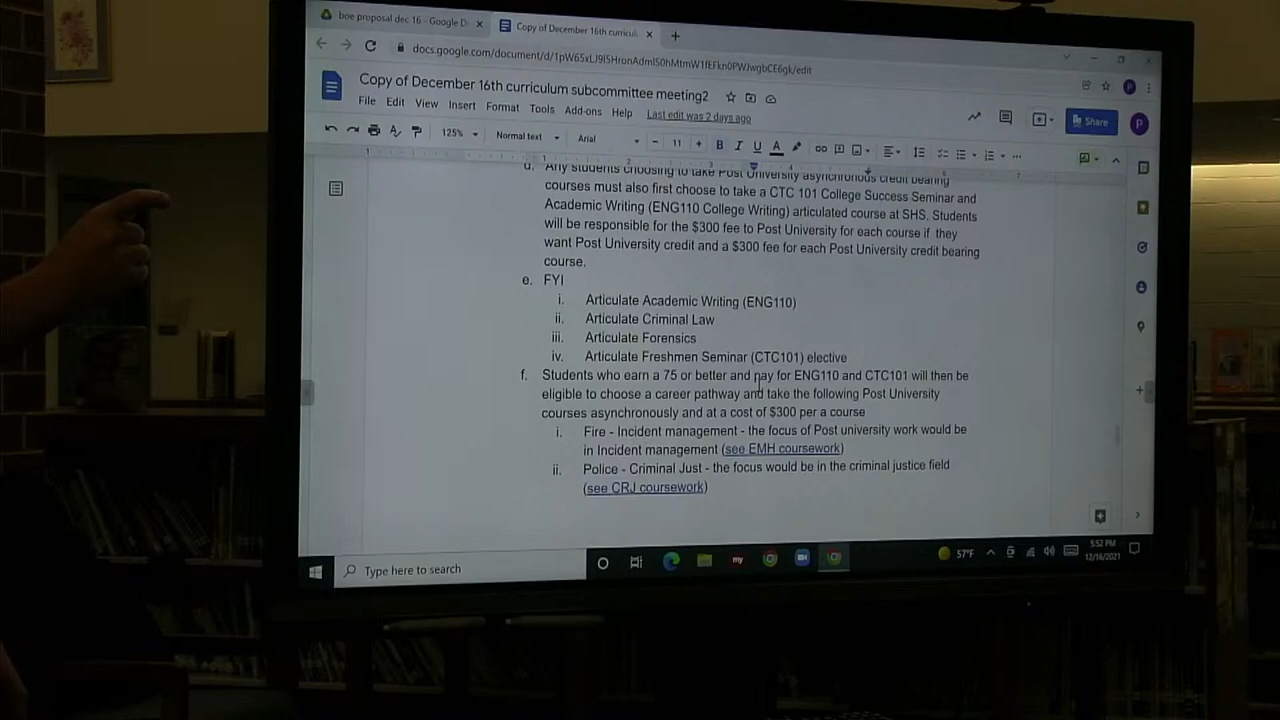 boe proposal dec 16 - Google D
Copy of December 16th curricul
docs.google.com/document/d/
Copy of December 16th curriculum subcommittee meeting2
File Edit View Insert Format Tools Add-ons Help Last edit was 2 days ago
Share
P
125% Normal text Arial - 11 + B I U A
d. Any students choosing to take Post University asynchronous credit bearing
courses must also first choose to take a CTC 101 College Success Seminar and
Academic Writing (ENG110 College Writing) articulated course at SHS. Students
will be responsible for the $300 fee to Post University for each course if they
want Post University credit and a $300 fee for each Post University credit bearing
course.
e. FYI
i. Articulate Academic Writing (ENG110)
ii. Articulate Criminal Law
iii. Articulate Forensics
iv. Articulate Freshmen Seminar (CTC101) elective
f. Students who earn a 75 or better and pay for ENG110 and CTC101 will then be
eligible to choose a career pathway and take the following Post University
courses asynchronously and at a cost of $300 per a course
i. Fire - Incident management - the focus of Post university work would be
in Incident management (see EMH coursework)
ii. Police - Criminal Just - the focus would be in the criminal justice field
(see CRJ coursework)
Type here to search
my
57°F
5:52 PM
12/16/2021